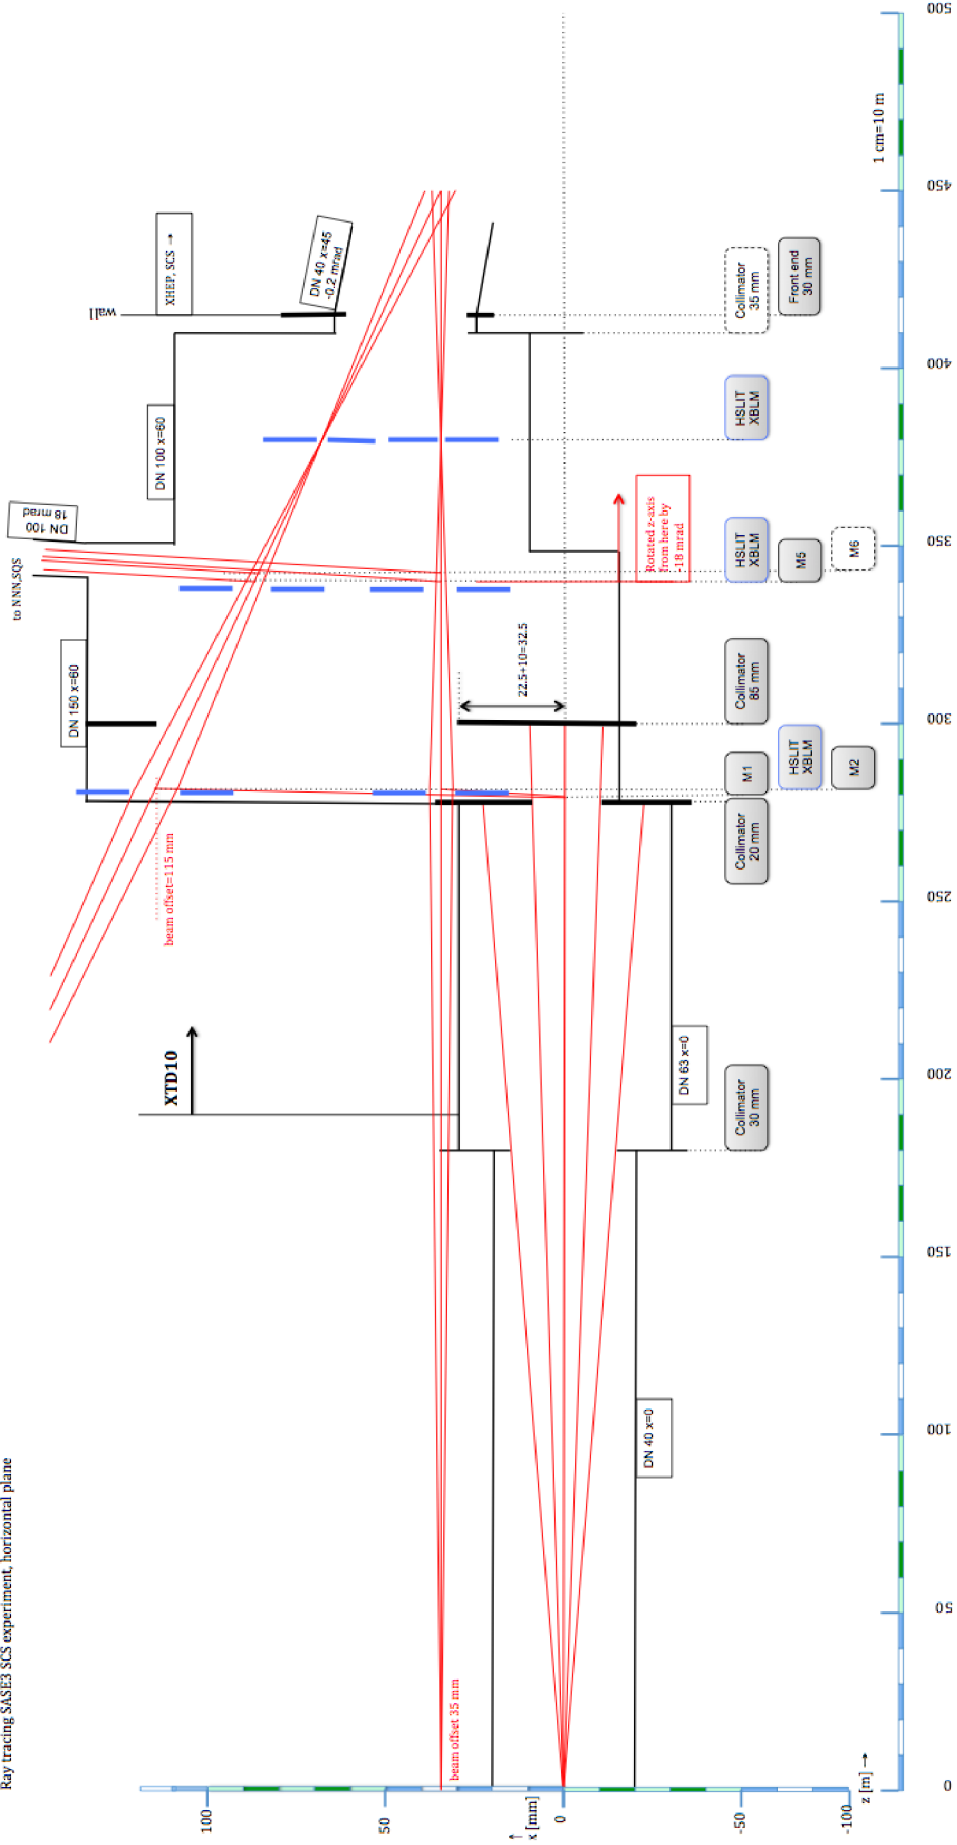 Ray tracing SASE3 SCS experiment, horizontal plane
to NNN,SQS
DN 100
18 mrad
wall
XHEP, SCS →
DN 40 x=45
-0.2 mrad
DN 100 x=60
DN 150 x=60
beam offset=115 mm
XTD10
22.5+10=32.5
Rotated z-axis
from here by
-18 mrad
DN 63 x=0
DN 40 x=0
beam offset 35 mm
Collimator
30 mm
Collimator
20 mm
M1
HSLIT
XBLM
M2
Collimator
85 mm
HSLIT
XBLM
M5
M6
HSLIT
XBLM
Collimator
35 mm
Front end
30 mm
1 cm=10 m
100
50
0
-50
-100
x [mm] →
z [m] →
0
50
100
150
200
250
300
350
400
450
500